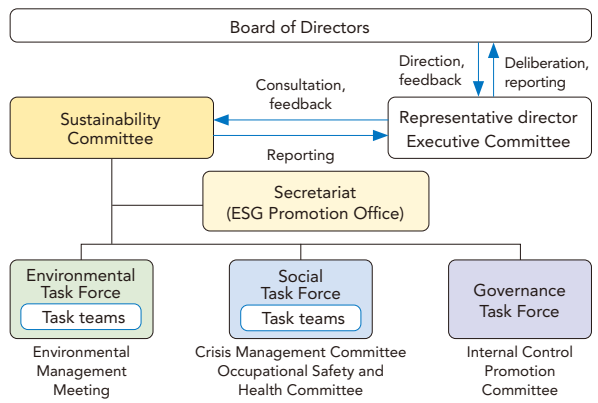 Board of Directors
Direction,
feedback
Deliberation,
reporting
Consultation,
feedback
Sustainability
Committee
Representative director
Executive Committee
Reporting
Secretariat
(ESG Promotion Office)
Environmental
Task Force
Task teams
Social
Task Force
Task teams
Governance
Task Force
Environmental
Management
Meeting
Crisis Management Committee
Occupational Safety and
Health Committee
Internal Control
Promotion
Committee